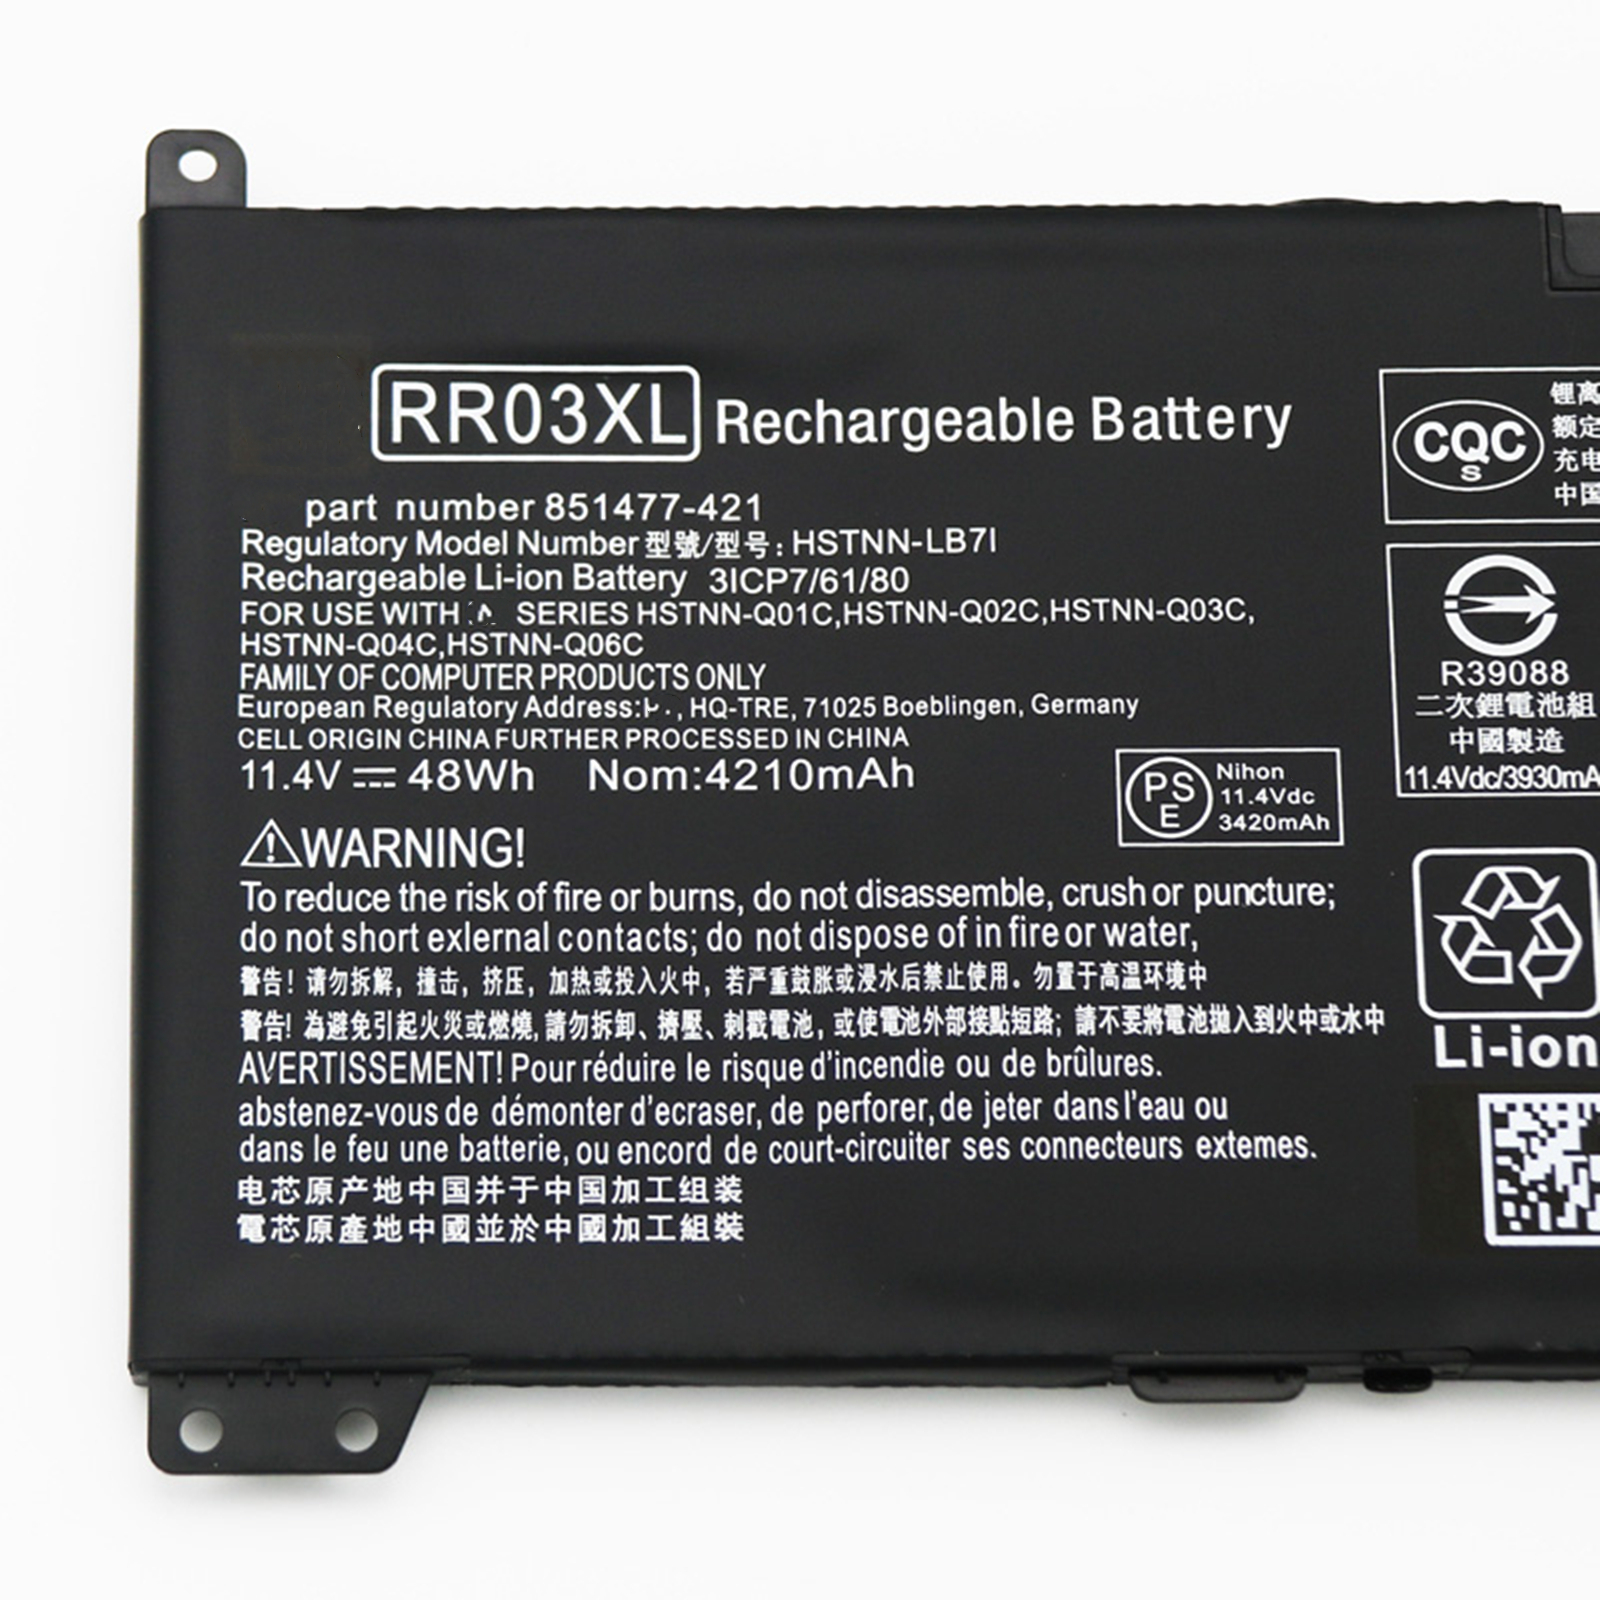 RR03XL Rechargeable Battery
part number 851477-421
Regulatory Model Number 型號/型号: HSTNN-LB7I
Rechargeable Li-ion Battery 3ICP7/61/80
FOR USE WITH SERIES HSTNN-Q01C,HSTNN-Q02C,HSTNN-Q03C,
HSTNN-Q04C,HSTNN-Q06C
FAMILY OF COMPUTER PRODUCTS ONLY
European Regulatory Address: , HQ-TRE, 71025 Boeblingen, Germany
CELL ORIGIN CHINA FURTHER PROCESSED IN CHINA
11.4V ⎓ 48Wh Nom:4210mAh
PS
E
Nihon
11.4Vdc
3420mAh
⚠WARNING!
To reduce the risk of fire or burns, do not disassemble, crush or puncture;
do not short exlernal contacts; do not dispose of in fire or water,
警告! 请勿拆解, 撞击, 挤压, 加热或投入火中, 若严重鼓胀或浸水后禁止使用。勿置于高温环境中
警告! 為避免引起火災或燃燒, 請勿拆卸、擠壓、刺戳電池, 或使電池外部接點短路; 請不要將電池拋入到火中或水中
AVERTISSEMENT! Pour réduire le risque d'incendie ou de brûlures.
abstenez-vous de démonter d'ecraser, de perforer, de jeter dans l'eau ou
dans le feu une batterie, ou encord de court-circuiter ses connecteurs extemes.
电芯原产地中国并于中国加工组装
電芯原產地中國並於中國加工組裝
CQC
S
锂离
额定
充电
中国
R39088
二次鋰電池組
中國製造
11.4Vdc/3930mA
Li-ion